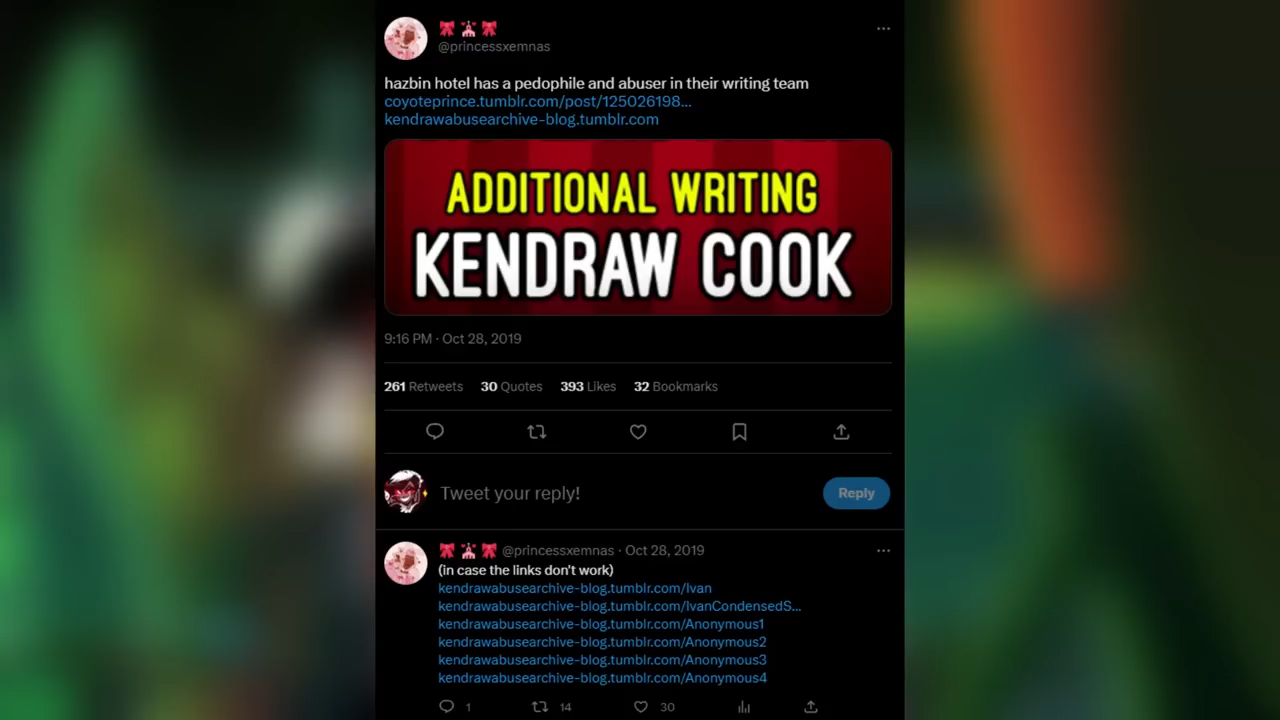 🎀 💒 🎀
@princessxemnas
hazbin hotel has a pedophile and abuser in their writing team
coyoteprince.tumblr.com/post/125026198...
kendrawabusearchive-blog.tumblr.com
ADDITIONAL WRITING
KENDRAW COOK
9:16 PM · Oct 28, 2019
261 Retweets 30 Quotes 393 Likes 32 Bookmarks
Tweet your reply!
Reply
🎀 💒 🎀 @princessxemnas · Oct 28, 2019
(in case the links don't work)
kendrawabusearchive-blog.tumblr.com/Ivan
kendrawabusearchive-blog.tumblr.com/IvanCondensedS...
kendrawabusearchive-blog.tumblr.com/Anonymous1
kendrawabusearchive-blog.tumblr.com/Anonymous2
kendrawabusearchive-blog.tumblr.com/Anonymous3
kendrawabusearchive-blog.tumblr.com/Anonymous4
1 14 30